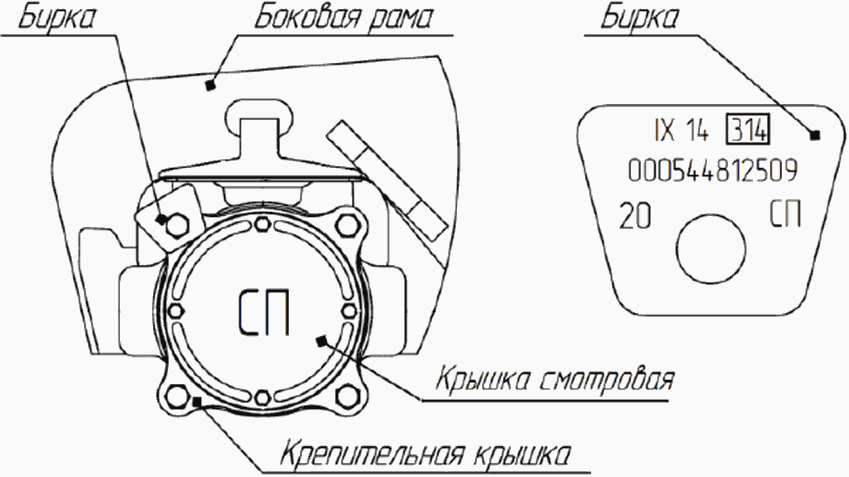 Бирка
Боковая рама
Бирка
IX 14 314
000544812509
20 СП
СП
Крышка смотровая
Крепительная крышка